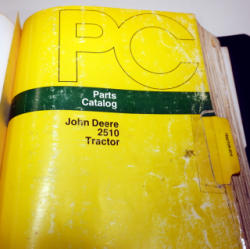 PC
Parts
Catalog
John Deere
2510
Tractor